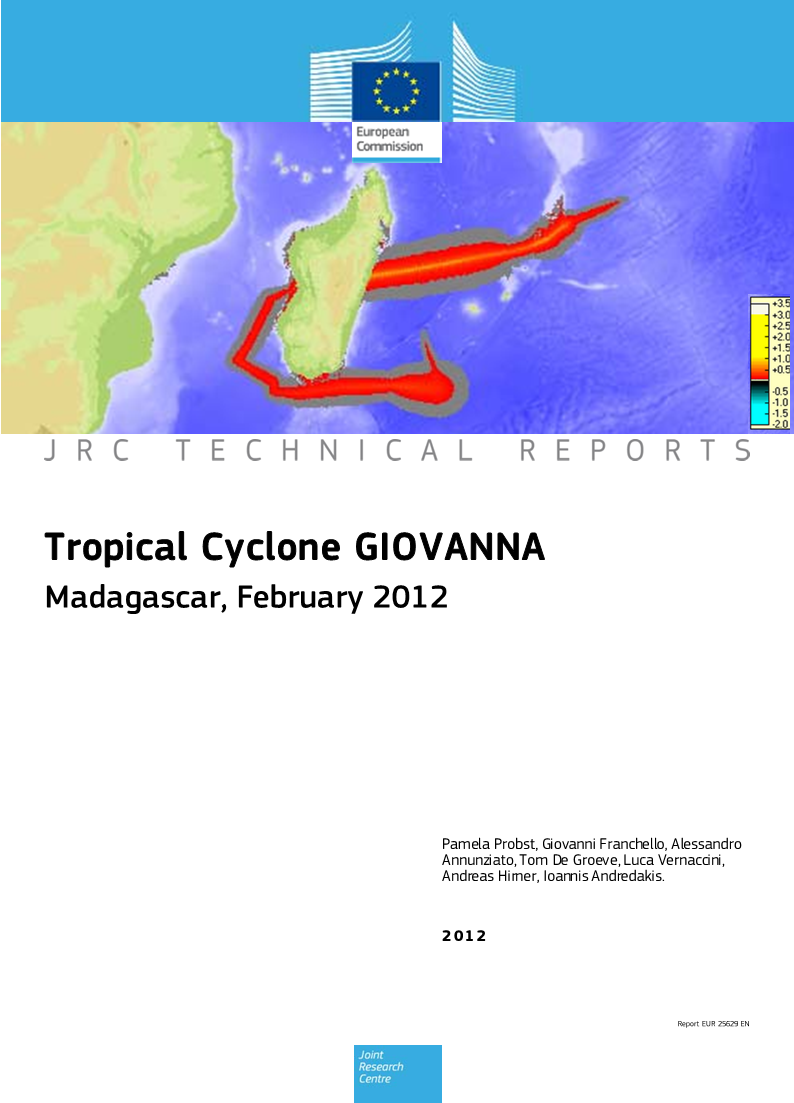 European
Commission
+3.5
+3.0
+2.5
+2.0
+1.5
+1.0
+0.5
-0.5
-1.0
-1.5
-2.0
JRC TECHNICAL REPORTS
Tropical Cyclone GIOVANNA
Madagascar, February 2012
Pamela Probst, Giovanni Franchello, Alessandro
Annunziato, Tom De Groeve, Luca Vernaccini,
Andreas Hirner, Ioannis Andredakis.
2012
Report EUR 25629 EN
Joint
Research
Centre